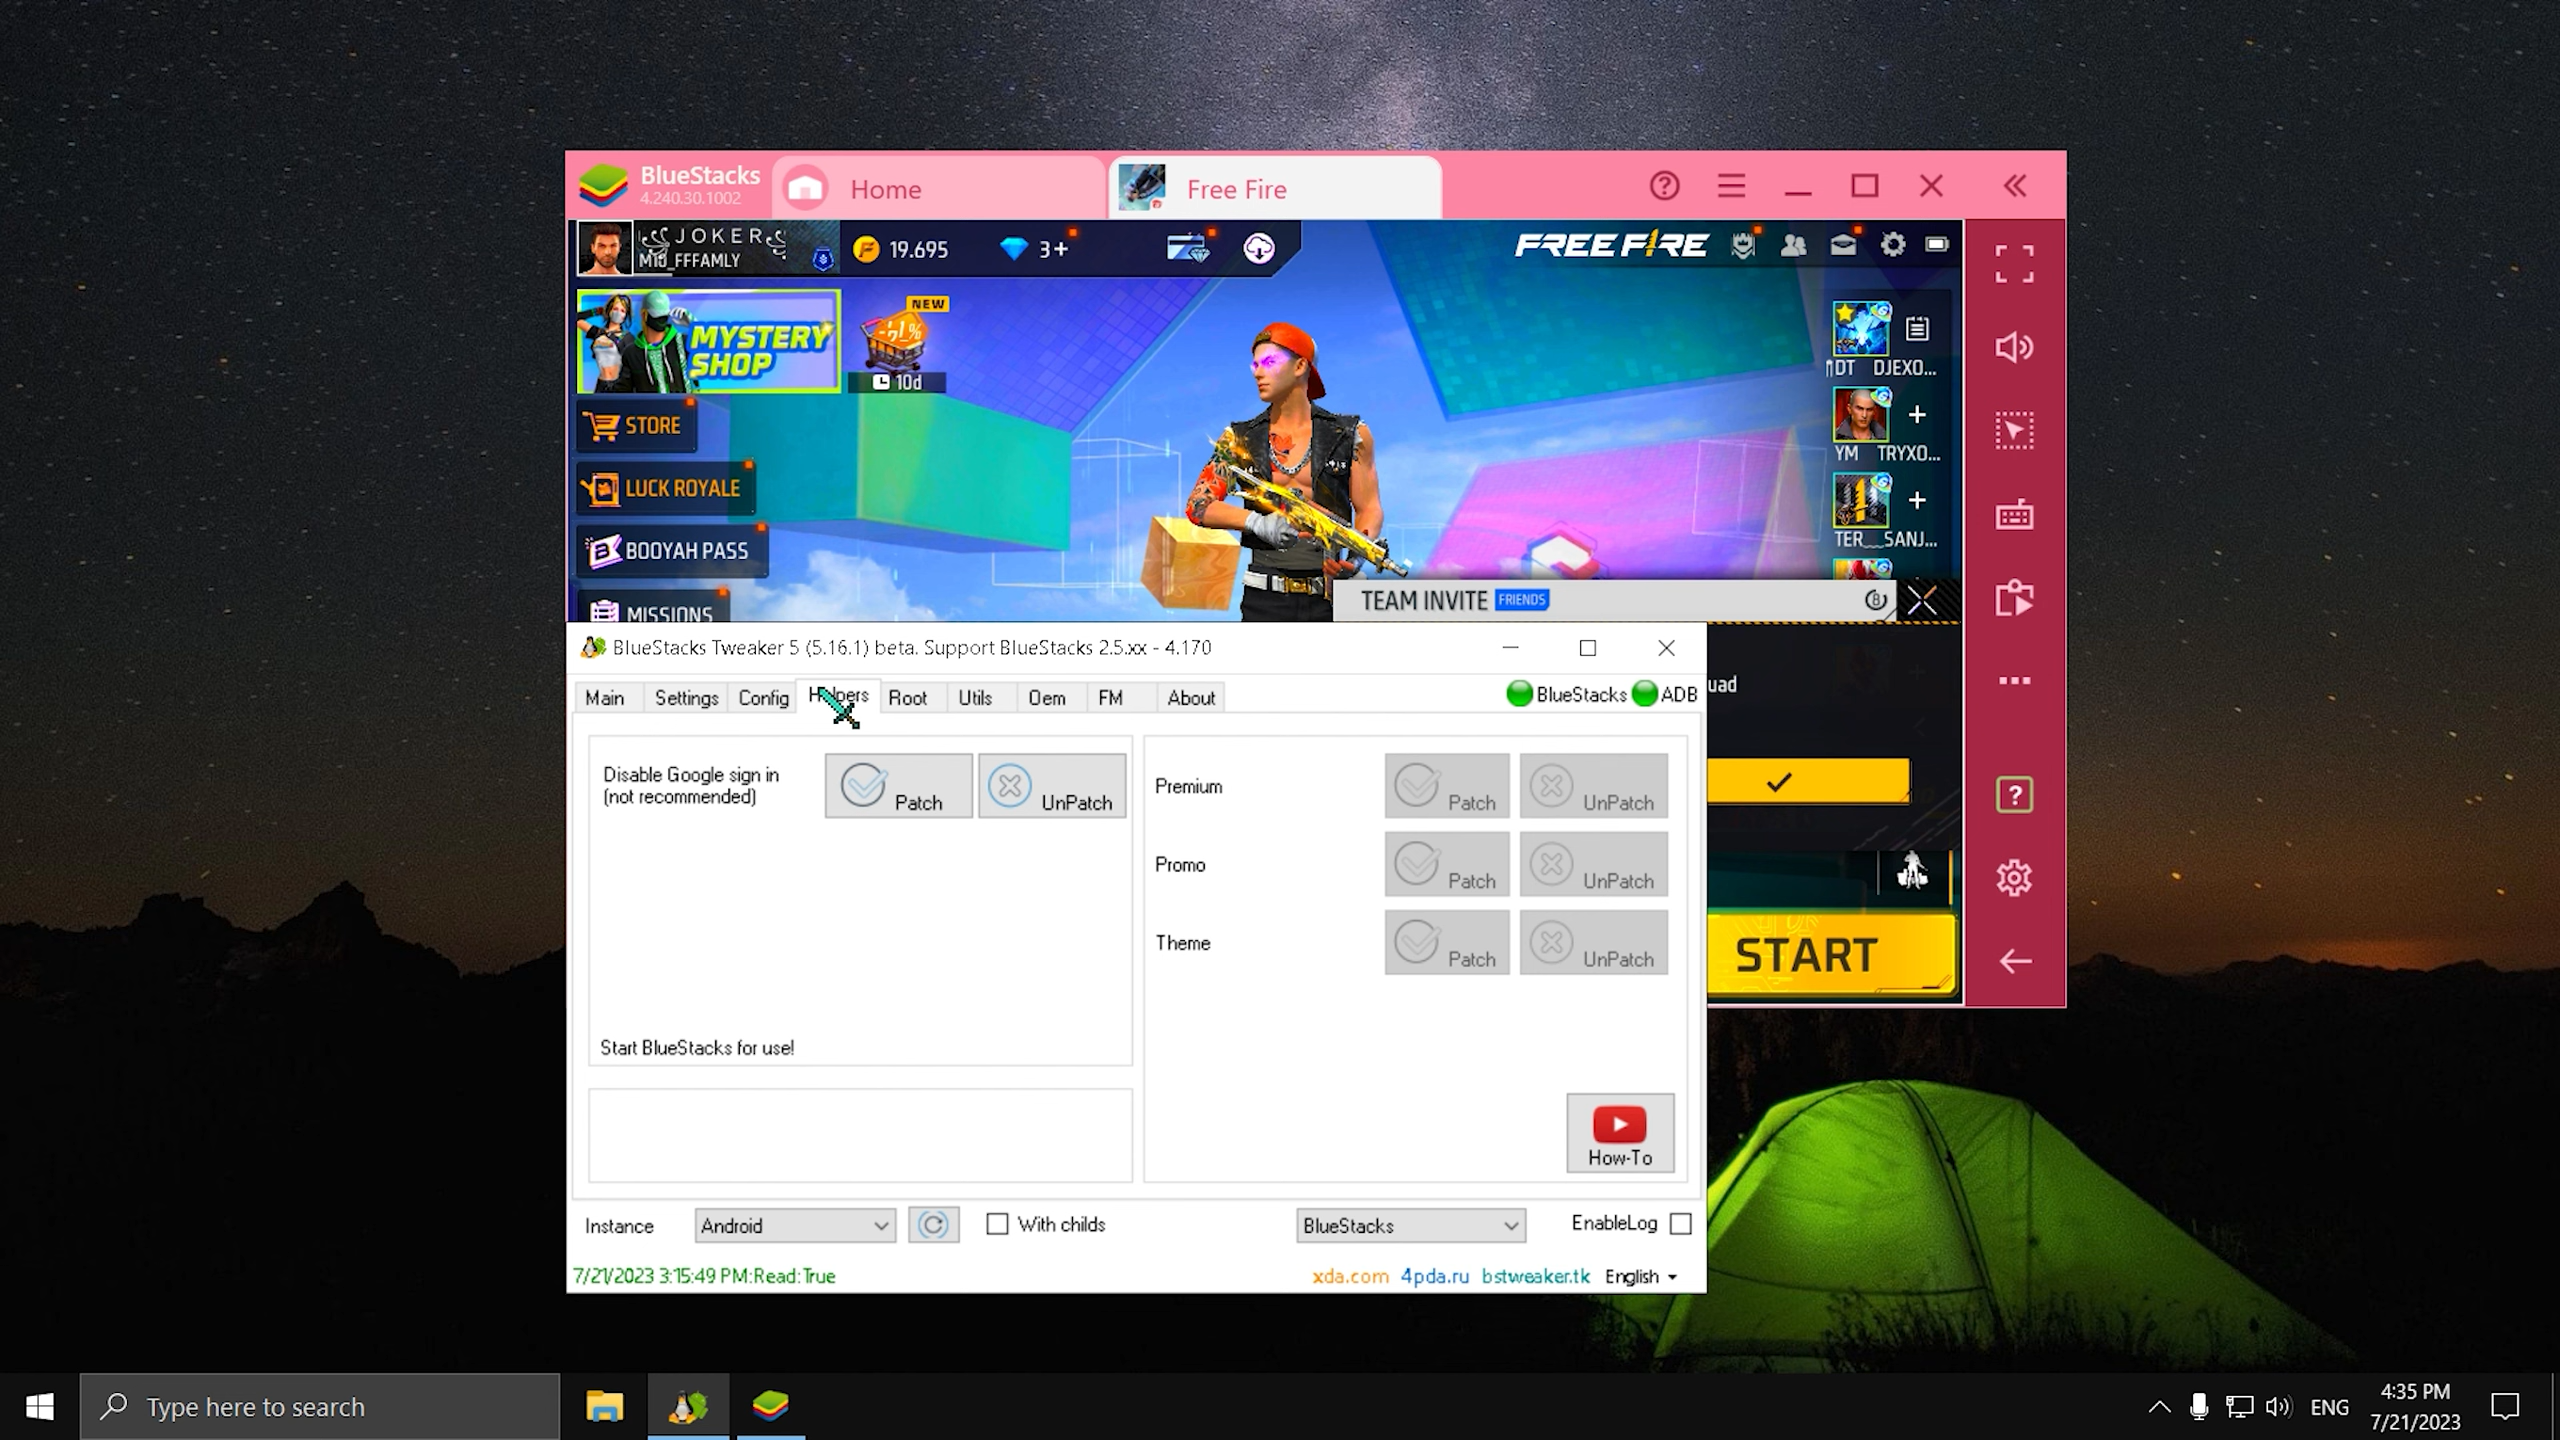 BlueStacks
4.240.30.1002
Home
Free Fire
JOKER
M10_FFFAMLY
19.695
3+
FREE FIRE
NEW
MYSTERY
SHOP
10d
STORE
LUCK ROYALE
BOOYAH PASS
MISSIONS
DT DJEXO...
YM TRYXO...
TER__SANJ...
TEAM INVITE FRIENDS
8
uad
START
BlueStacks Tweaker 5 (5.16.1) beta. Support BlueStacks 2.5.xx - 4.170
Main Settings Config Helpers Root Utils Oem FM About
BlueStacks ADB
Disable Google sign in
(not recommended)
Patch UnPatch
Start BlueStacks for use!
Premium Patch UnPatch
Promo Patch UnPatch
Theme Patch UnPatch
How-To
Instance Android With childs BlueStacks EnableLog
7/21/2023 3:15:49 PM:Read:True
xda.com 4pda.ru bstweaker.tk English
Type here to search
ENG
4:35 PM
7/21/2023